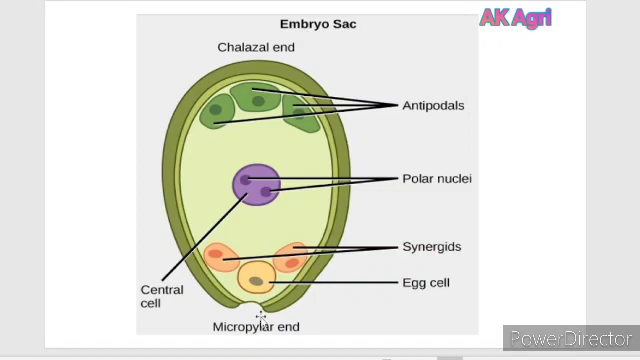 AK Agri
Embryo Sac
Chalazal end
Antipodals
Polar nuclei
Synergids
Egg cell
Central
cell
Micropylar end
PowerDirector